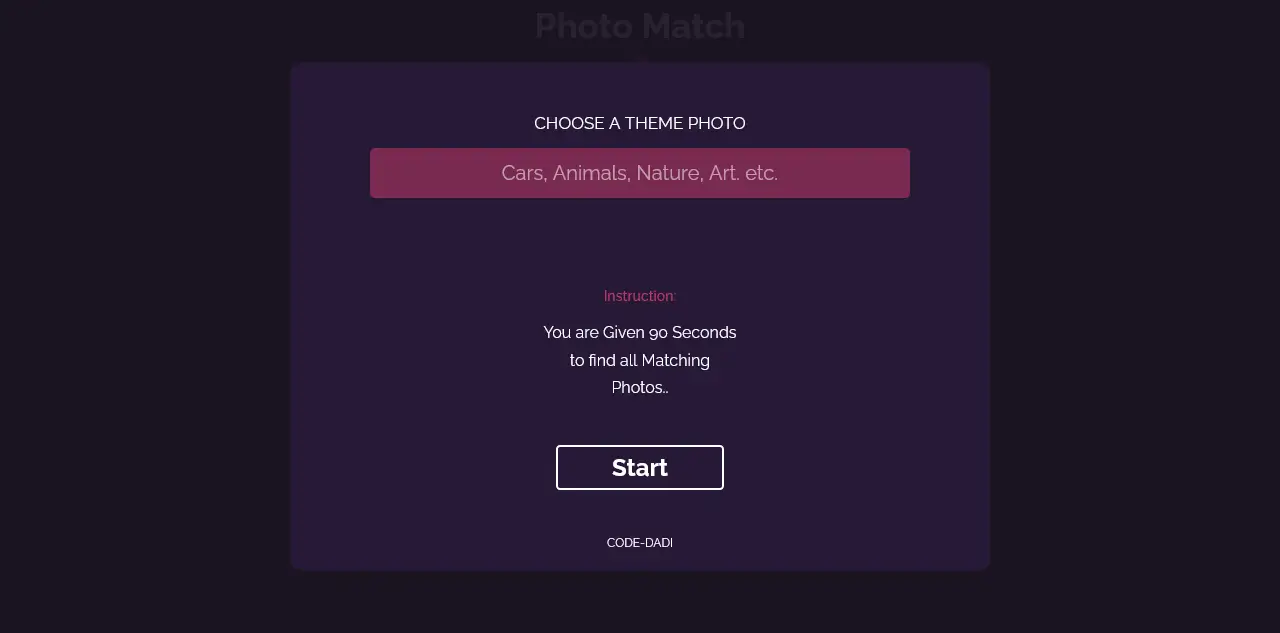 Photo Match
CHOOSE A THEME PHOTO
Cars, Animals, Nature, Art. etc.
Instruction:
You are Given 90 Seconds
to find all Matching
Photos..
Start
CODE-DADI